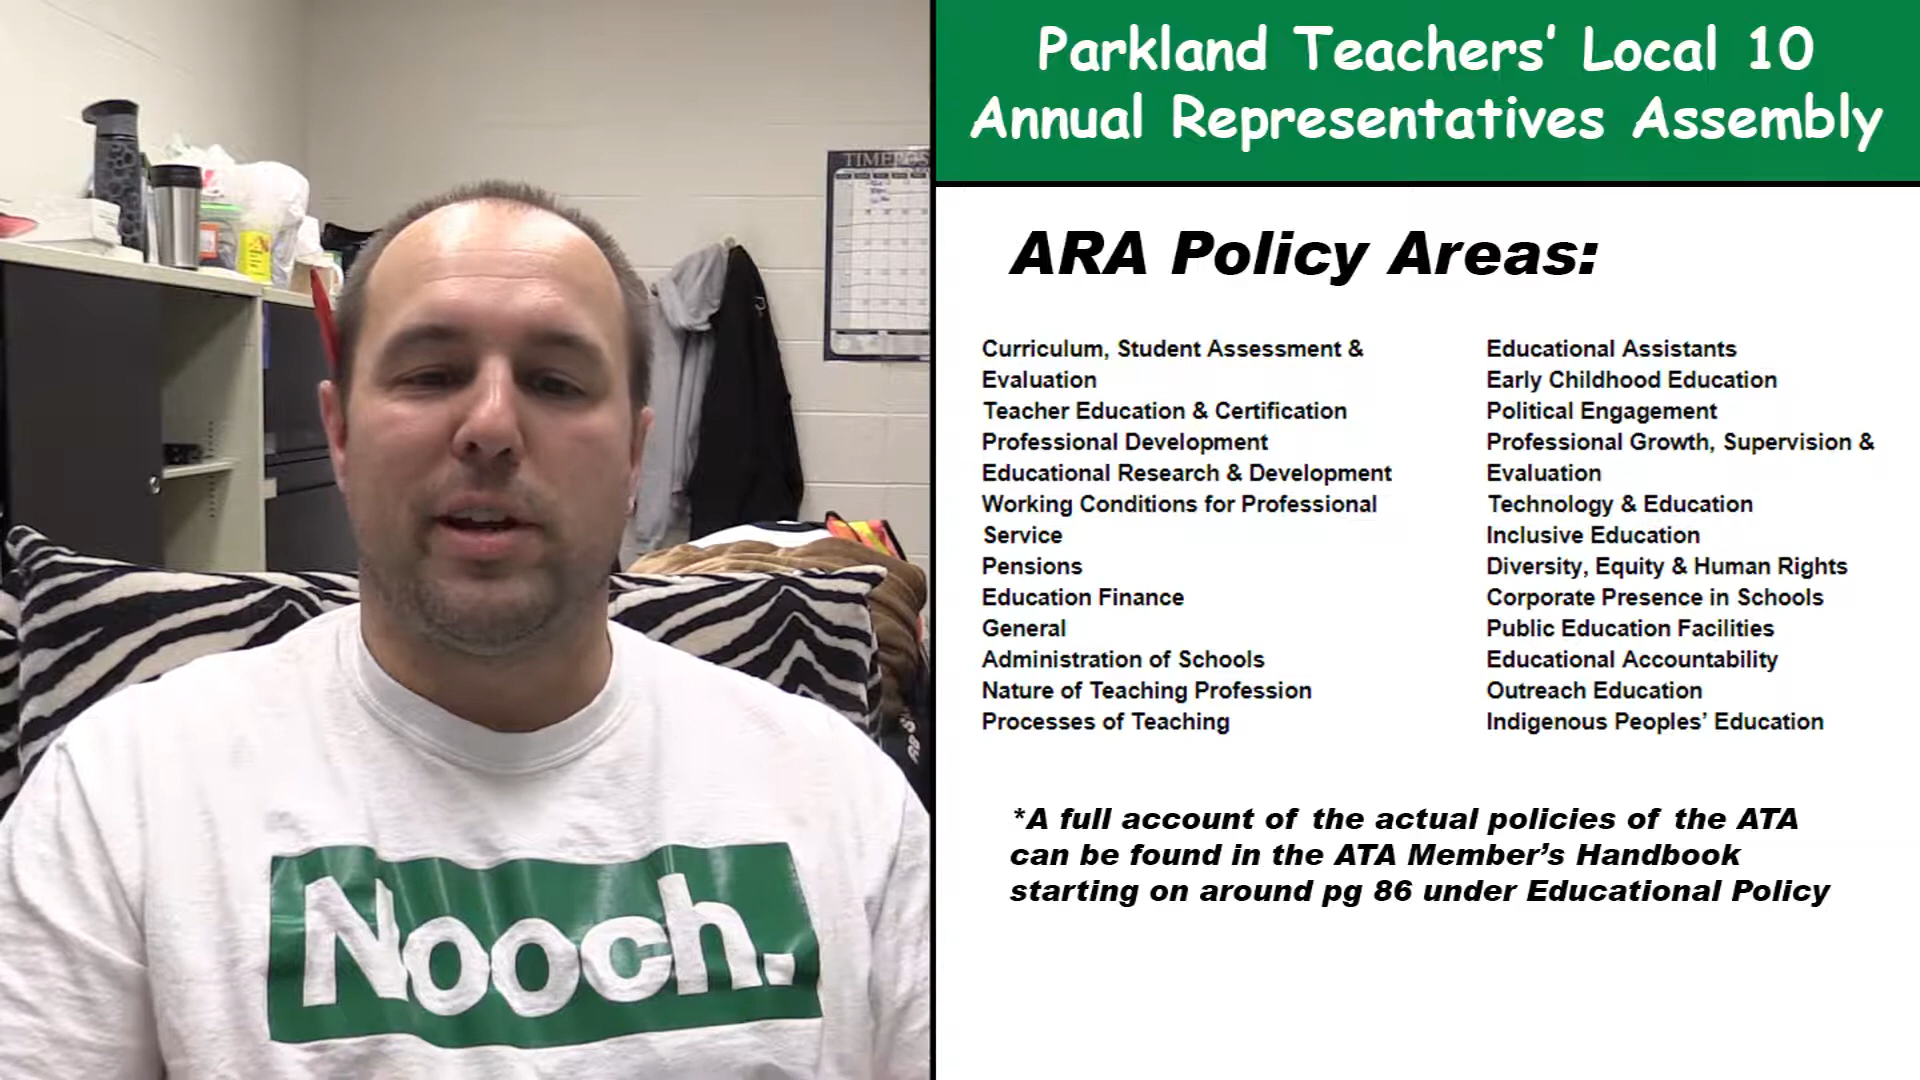 TIMEPOS
Nooch.
Parkland Teachers' Local 10
Annual Representatives Assembly
ARA Policy Areas:
Curriculum, Student Assessment &
Evaluation
Teacher Education & Certification
Professional Development
Educational Research & Development
Working Conditions for Professional
Service
Pensions
Education Finance
General
Administration of Schools
Nature of Teaching Profession
Processes of Teaching
Educational Assistants
Early Childhood Education
Political Engagement
Professional Growth, Supervision &
Evaluation
Technology & Education
Inclusive Education
Diversity, Equity & Human Rights
Corporate Presence in Schools
Public Education Facilities
Educational Accountability
Outreach Education
Indigenous Peoples’ Education
*A full account of the actual policies of the ATA
can be found in the ATA Member’s Handbook
starting on around pg 86 under Educational Policy